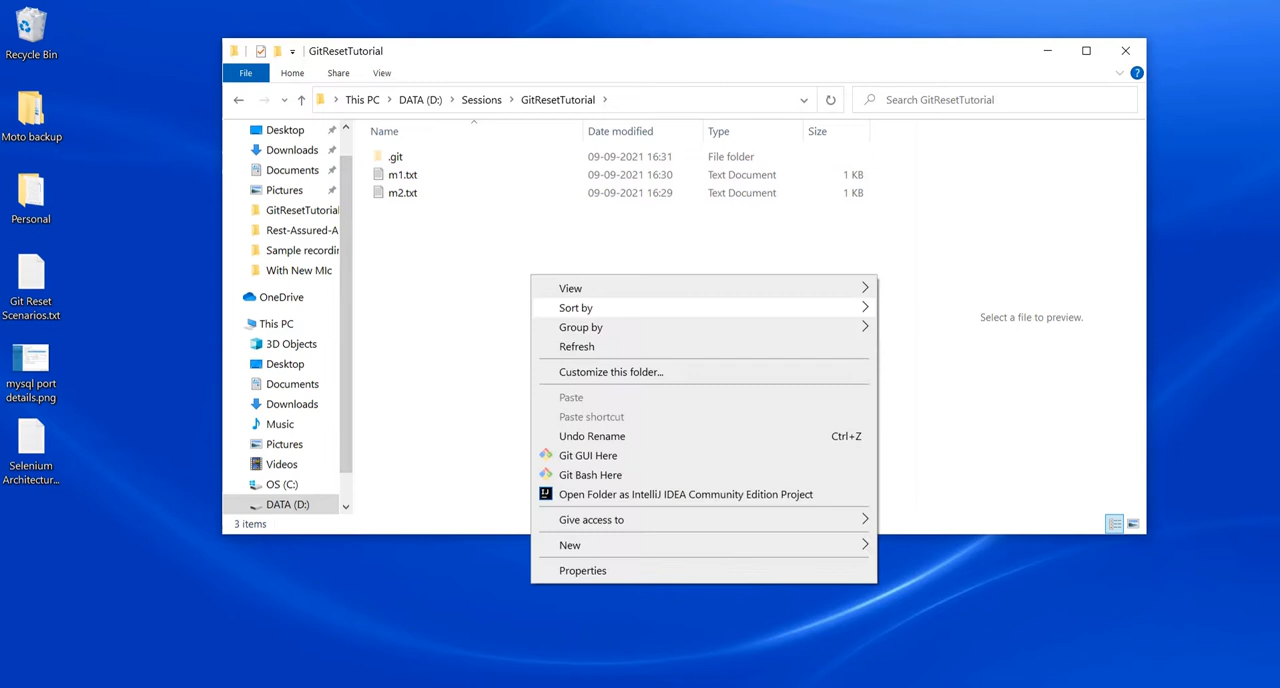 Recycle Bin
Moto backup
Personal
Git Reset
Scenarios.txt
mysql port
details.png
Selenium
Architectur...
GitResetTutorial
File
Home
Share
View
This PC
DATA (D:)
Sessions
GitResetTutorial
Search GitResetTutorial
Desktop
Downloads
Documents
Pictures
GitResetTutorial
Rest-Assured-A
Sample recordin
With New MIc
OneDrive
This PC
3D Objects
Desktop
Documents
Downloads
Music
Pictures
Videos
OS (C:)
DATA (D:)
Name Date modified Type Size
.git 09-09-2021 16:31 File folder
m1.txt 09-09-2021 16:30 Text Document 1 KB
m2.txt 09-09-2021 16:29 Text Document 1 KB
View
Sort by
Group by
Refresh
Customize this folder...
Paste
Paste shortcut
Undo Rename Ctrl+Z
Git GUI Here
Git Bash Here
Open Folder as IntelliJ IDEA Community Edition Project
Give access to
New
Properties
Select a file to preview.
3 items